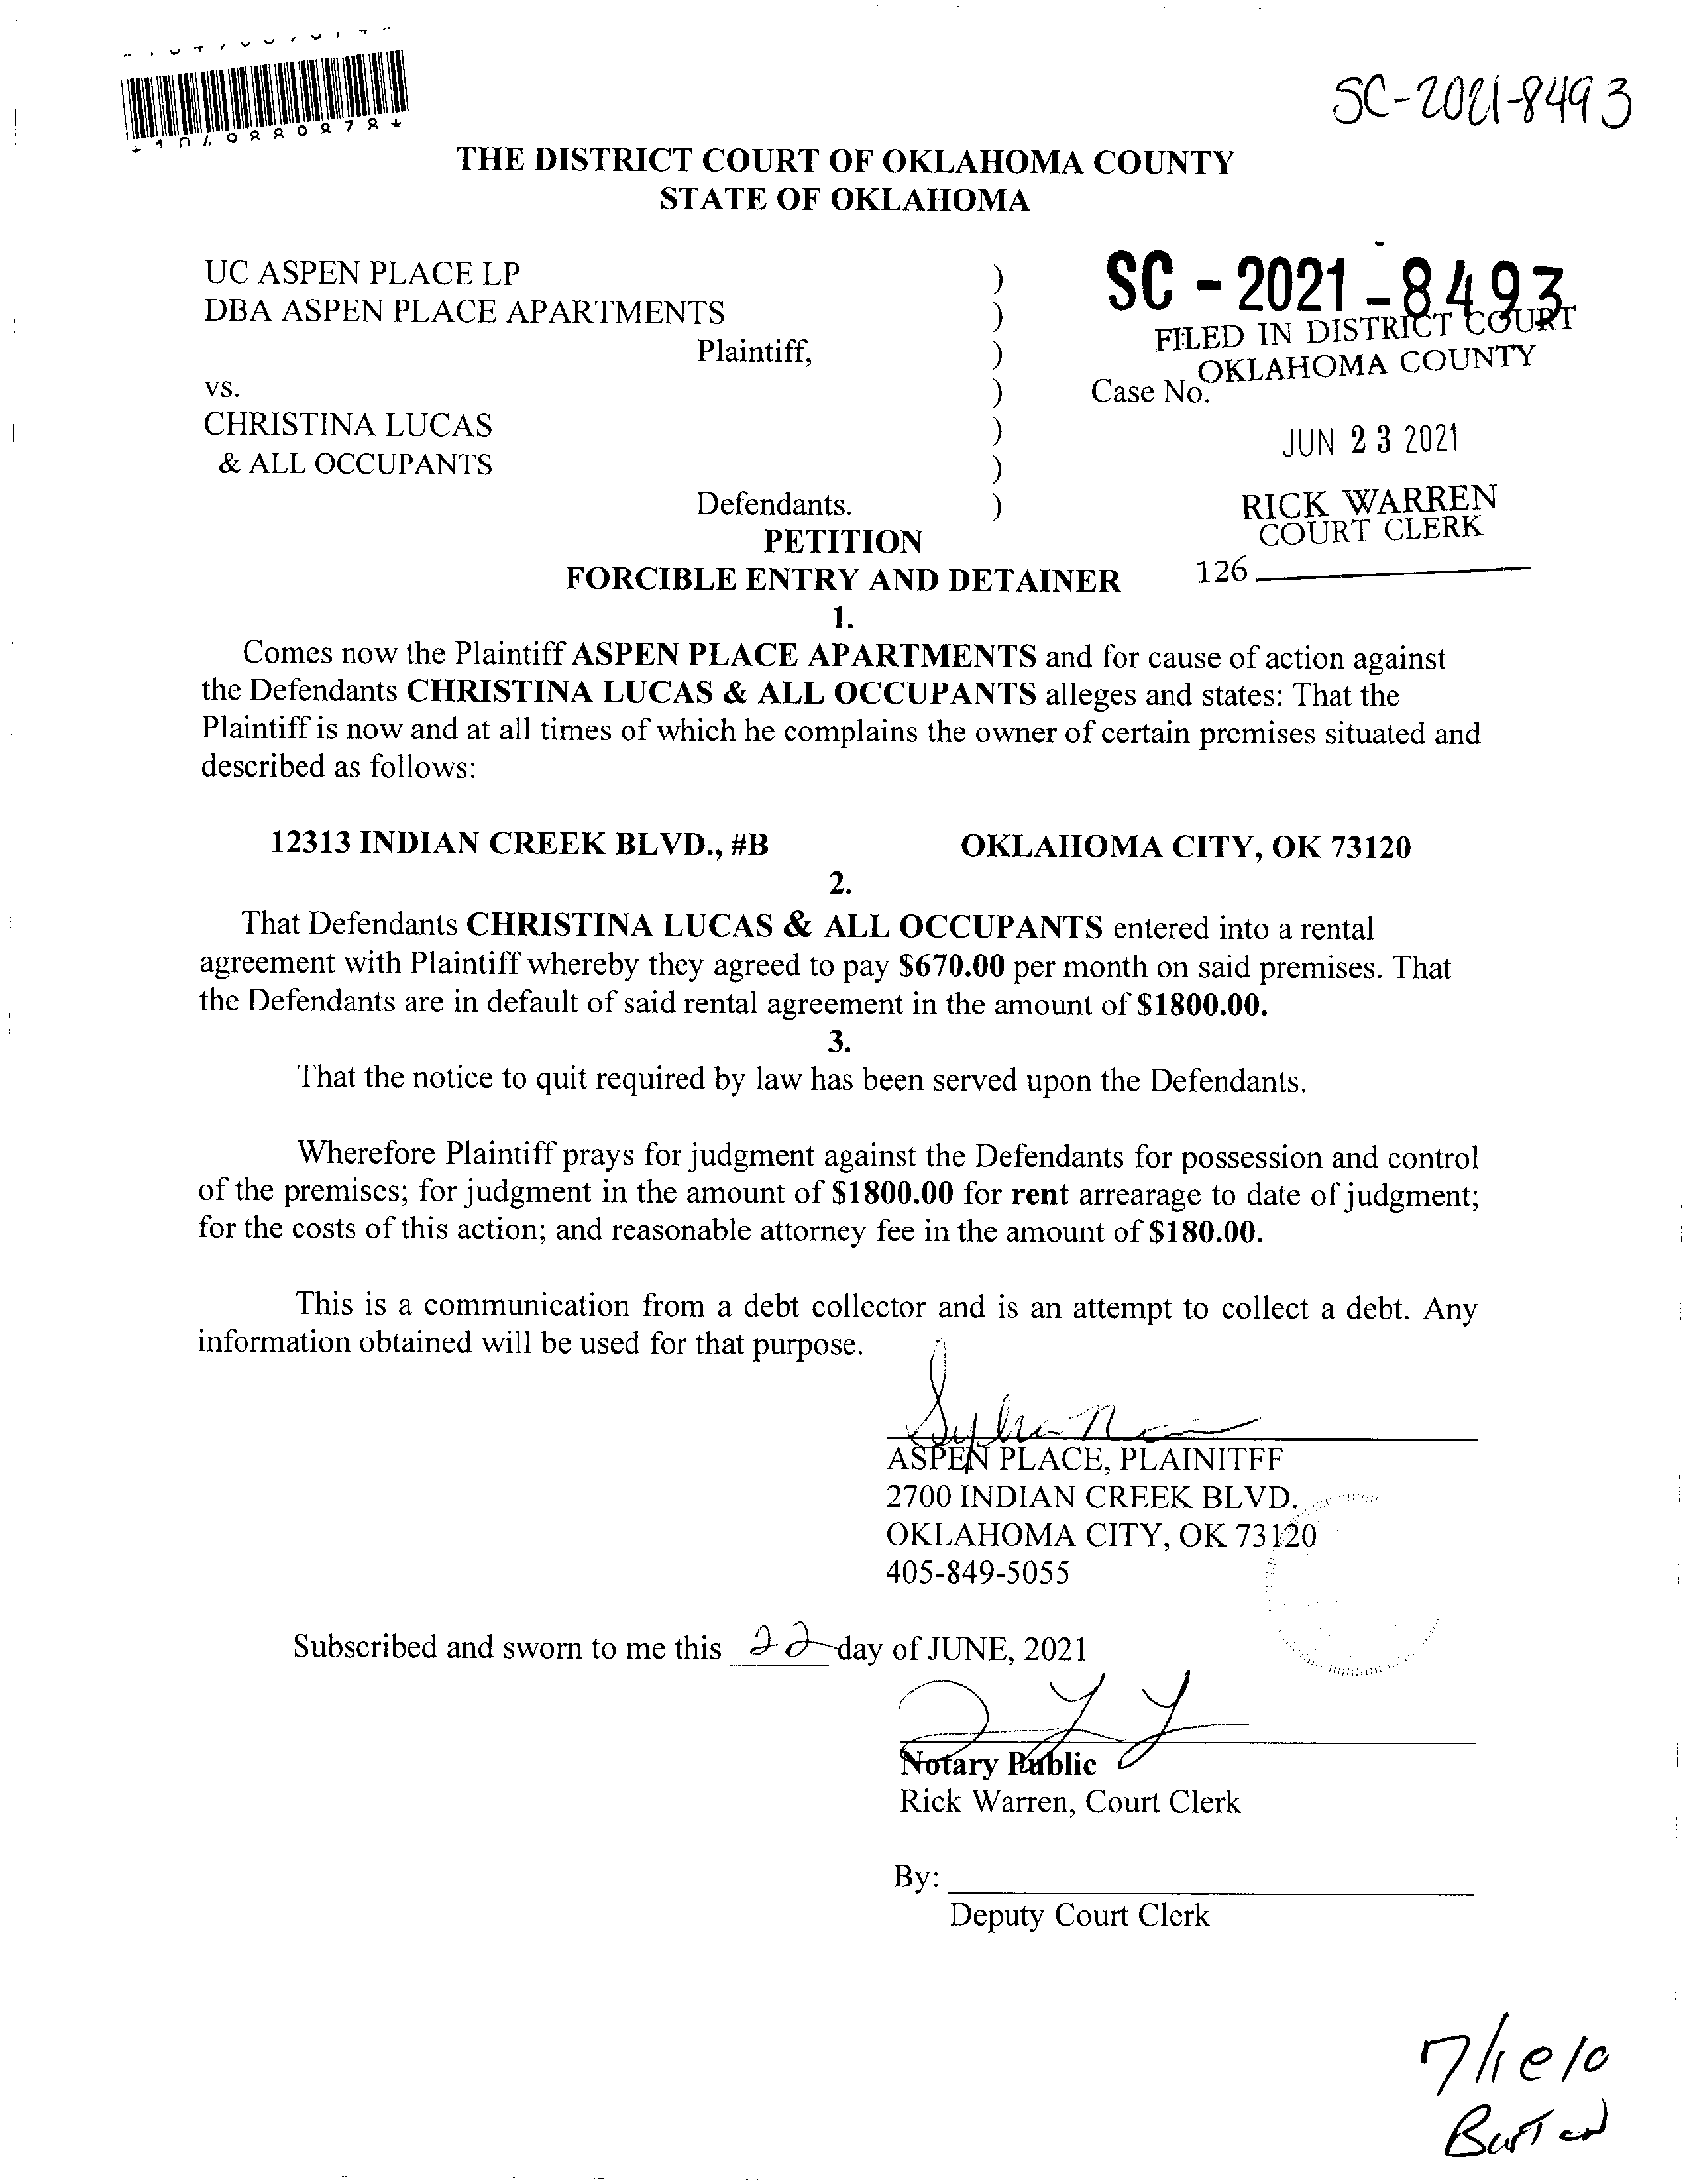 SC-2021-8493
THE DISTRICT COURT OF OKLAHOMA COUNTY
STATE OF OKLAHOMA
UC ASPEN PLACE LP )
DBA ASPEN PLACE APARTMENTS )
Plaintiff, )
vs. )
CHRISTINA LUCAS )
& ALL OCCUPANTS )
Defendants. )
SC - 2021 - 8493
FILED IN DISTRICT COURT
OKLAHOMA COUNTY
Case No.
JUN 23 2021
RICK WARREN
COURT CLERK
126
PETITION
FORCIBLE ENTRY AND DETAINER
1.
Comes now the Plaintiff ASPEN PLACE APARTMENTS and for cause of action against
the Defendants CHRISTINA LUCAS & ALL OCCUPANTS alleges and states: That the
Plaintiff is now and at all times of which he complains the owner of certain premises situated and
described as follows:
12313 INDIAN CREEK BLVD., #B OKLAHOMA CITY, OK 73120
2.
That Defendants CHRISTINA LUCAS & ALL OCCUPANTS entered into a rental
agreement with Plaintiff whereby they agreed to pay $670.00 per month on said premises. That
the Defendants are in default of said rental agreement in the amount of $1800.00.
3.
That the notice to quit required by law has been served upon the Defendants.
Wherefore Plaintiff prays for judgment against the Defendants for possession and control
of the premises; for judgment in the amount of $1800.00 for rent arrearage to date of judgment;
for the costs of this action; and reasonable attorney fee in the amount of $180.00.
This is a communication from a debt collector and is an attempt to collect a debt. Any
information obtained will be used for that purpose.
ASPEN PLACE, PLAINITFF
2700 INDIAN CREEK BLVD.
OKLAHOMA CITY, OK 73120
405-849-5055
Subscribed and sworn to me this 22 day of JUNE, 2021
Notary Public
Rick Warren, Court Clerk
By:
Deputy Court Clerk